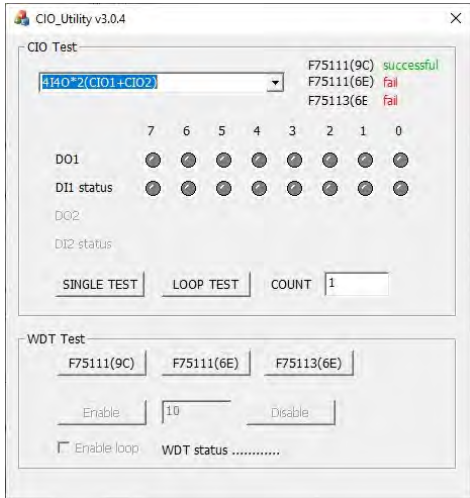 CIO_Utility v3.0.4
CIO Test
4I4O*2(CIO1+CIO2)
F75111(9C) successful
F75111(6E) fail
F75113(6E fail
7 6 5 4 3 2 1 0
DO1
DI1 status
DO2
DI2 status
SINGLE TEST LOOP TEST COUNT 1
WDT Test
F75111(9C) F75111(6E) F75113(6E)
Enable 10 Disable
Enable loop WDT status ............